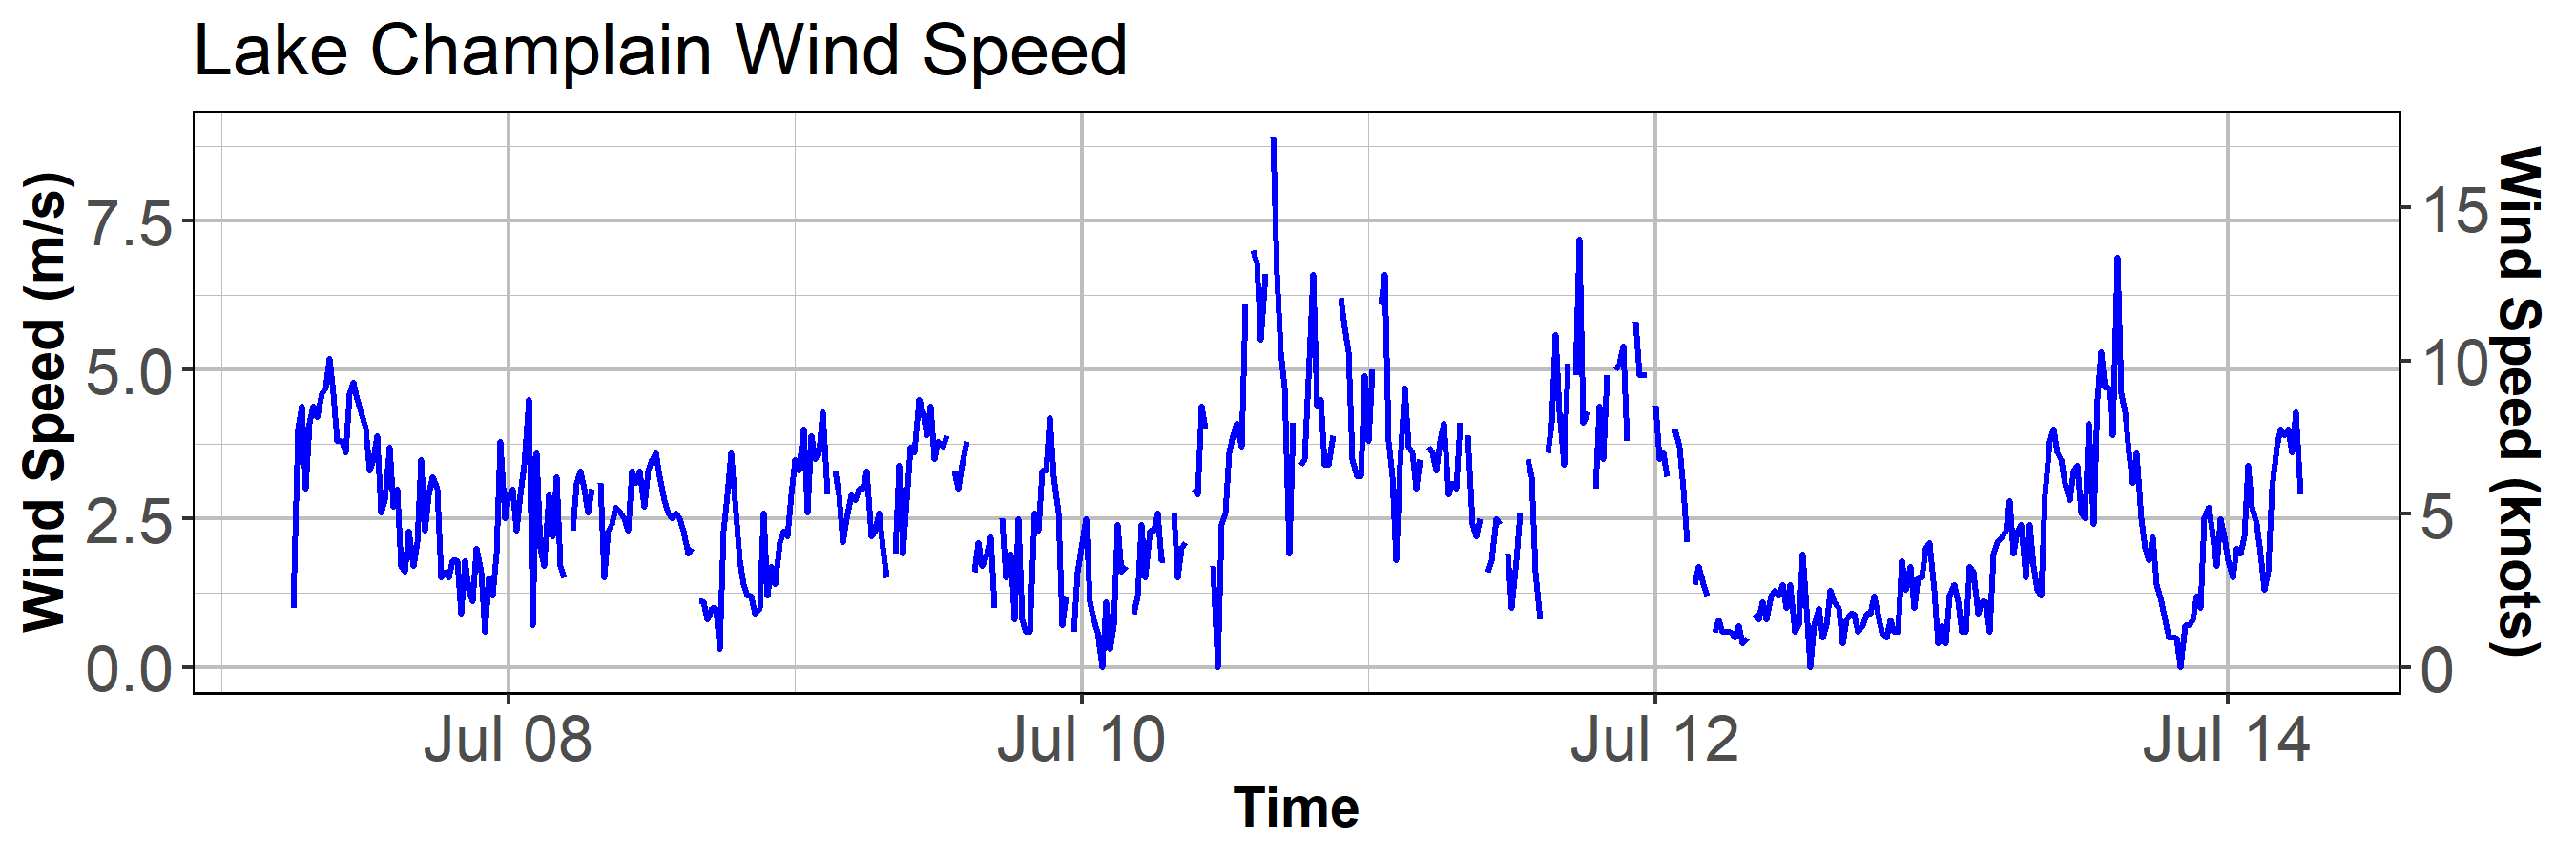 Lake Champlain Wind Speed
Wind Speed (m/s)
7.5
5.0
2.5
0.0
15
10
5
0
Wind Speed (knots)
Jul 08
Jul 10
Jul 12
Jul 14
Time